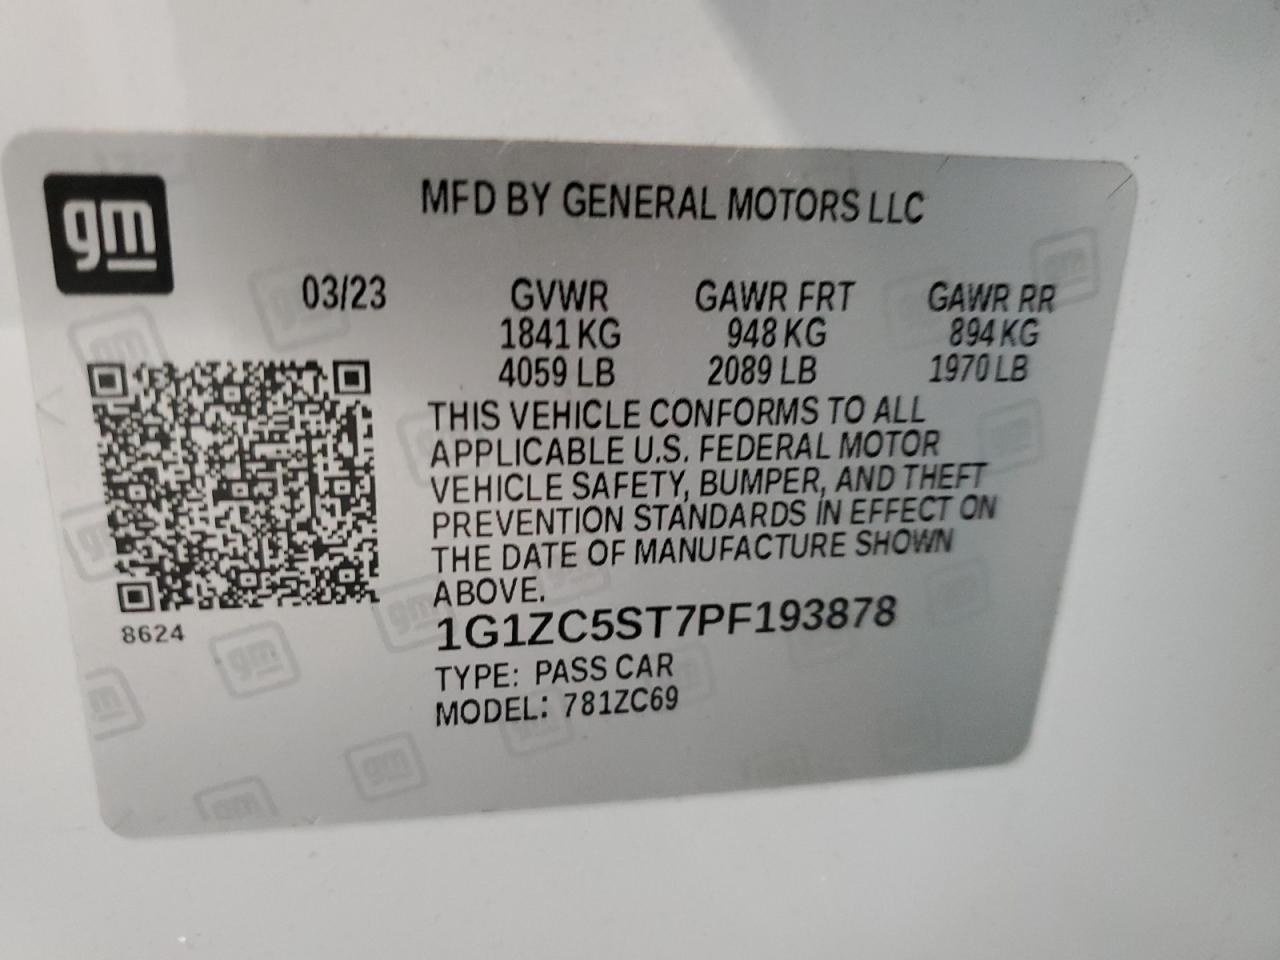 gm
MFD BY GENERAL MOTORS LLC
03/23 GVWR GAWR FRT GAWR RR
1841 KG 948 KG 894 KG
4059 LB 2089 LB 1970 LB
THIS VEHICLE CONFORMS TO ALL
APPLICABLE U.S. FEDERAL MOTOR
VEHICLE SAFETY, BUMPER, AND THEFT
PREVENTION STANDARDS IN EFFECT ON
THE DATE OF MANUFACTURE SHOWN
ABOVE.
8624
1G1ZC5ST7PF193878
TYPE: PASS CAR
MODEL: 781ZC69